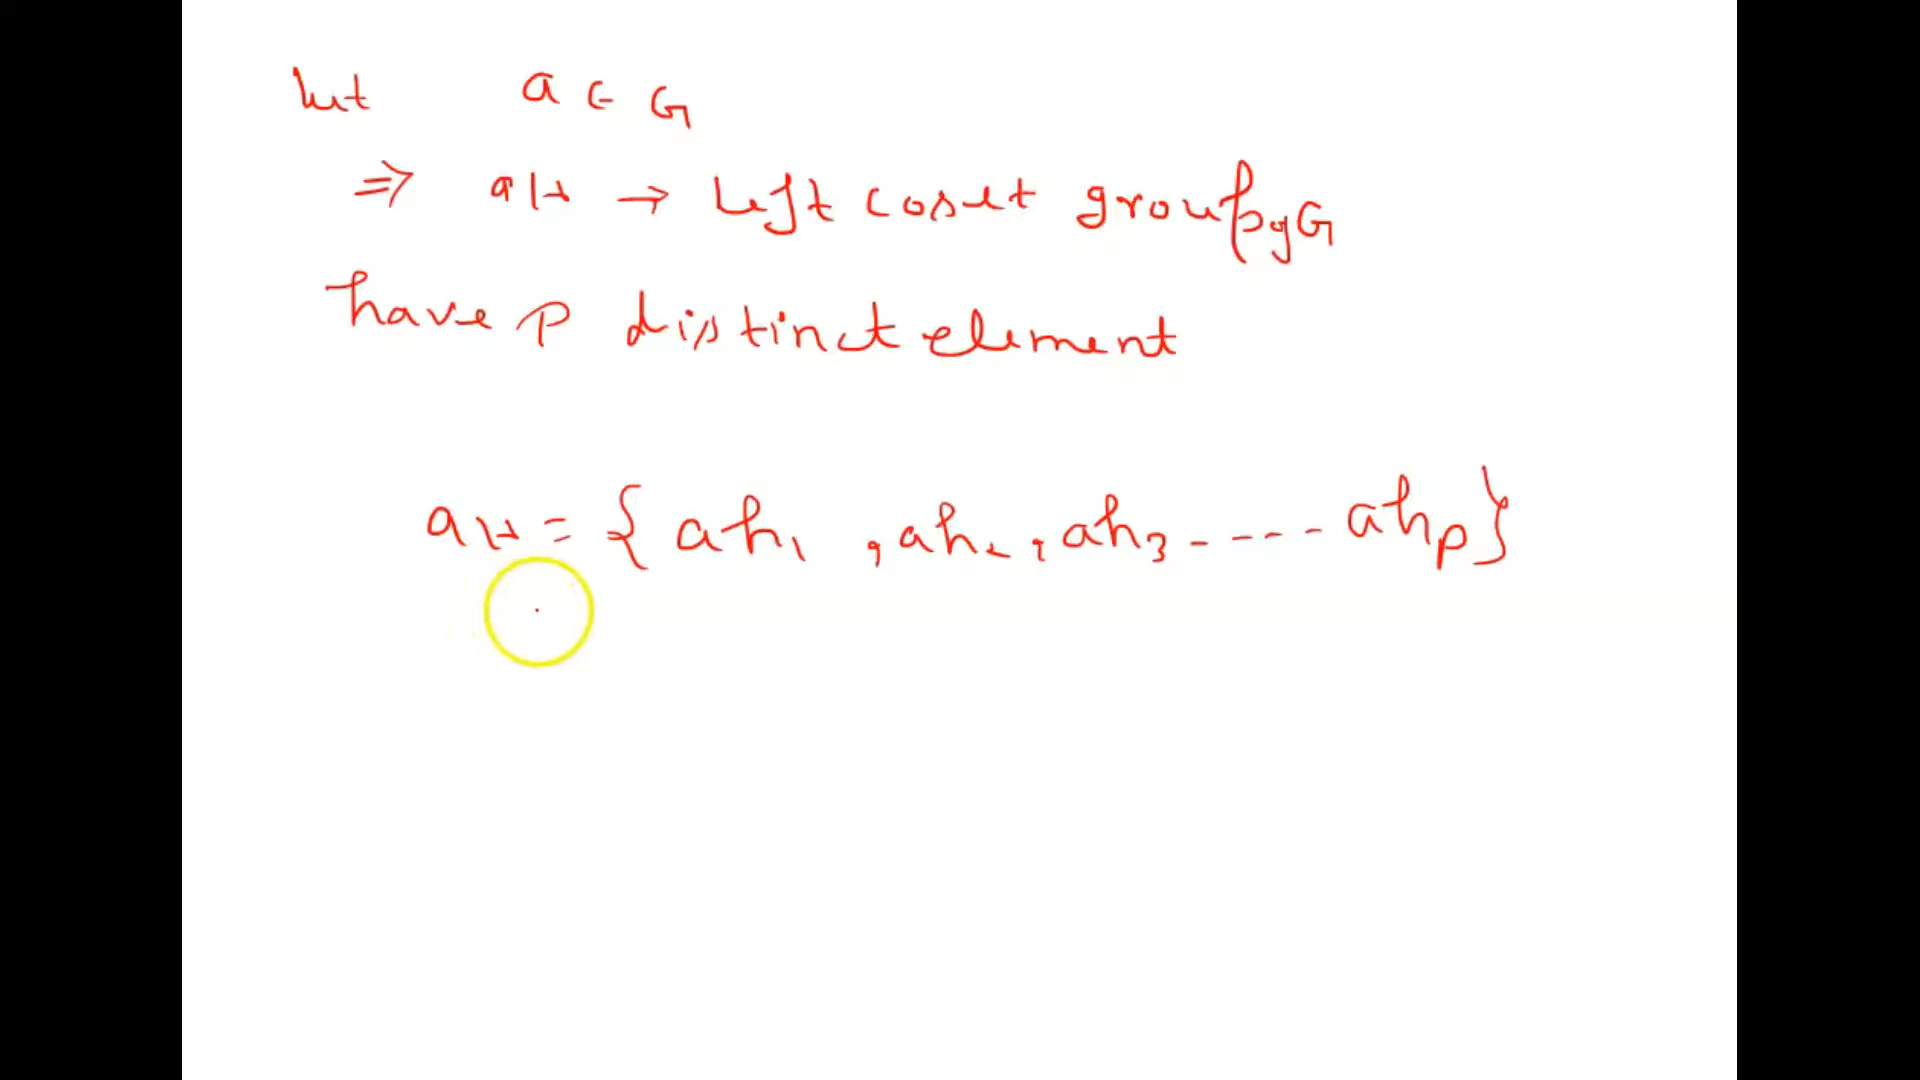 let a ∈ G
⇒ aH → Left coset group of G
have p distinct element
aH = { ah₁ , ah₂ , ah₃ - ---- ahₚ }